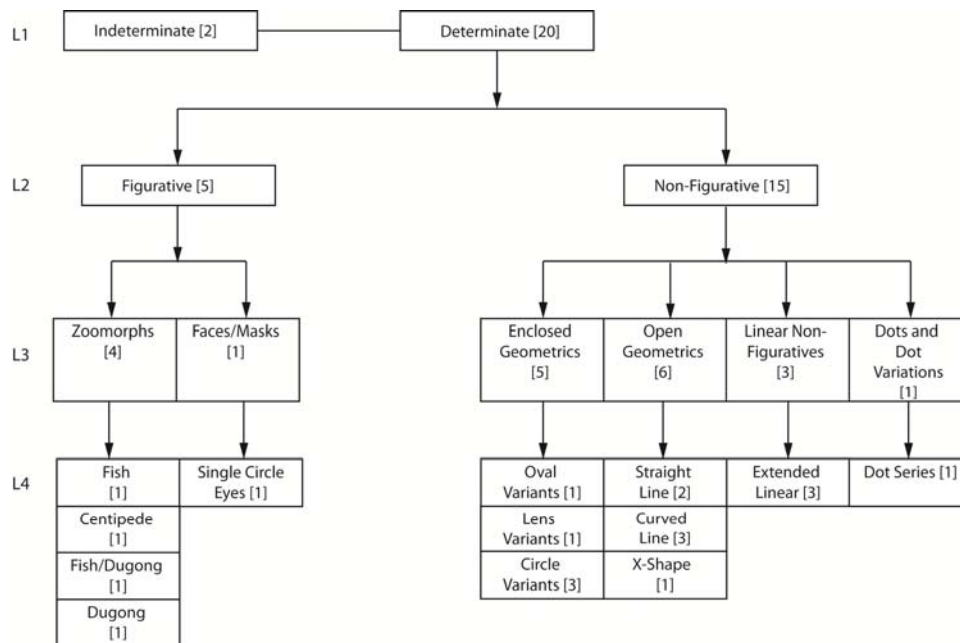 L1
Indeterminate [2]
Determinate [20]
L2
Figurative [5]
Non-Figurative [15]
L3
Zoomorphs
[4]
Faces/Masks
[1]
Enclosed
Geometrics
[5]
Open
Geometrics
[6]
Linear Non-
Figuratives
[3]
Dots and
Dot
Variations
[1]
L4
Fish
[1]
Centipede
[1]
Fish/Dugong
[1]
Dugong
[1]
Single Circle
Eyes [1]
Oval
Variants [1]
Lens
Variants [1]
Circle
Variants [3]
Straight
Line [2]
Curved
Line [3]
X-Shape
[1]
Extended
Linear [3]
Dot Series [1]